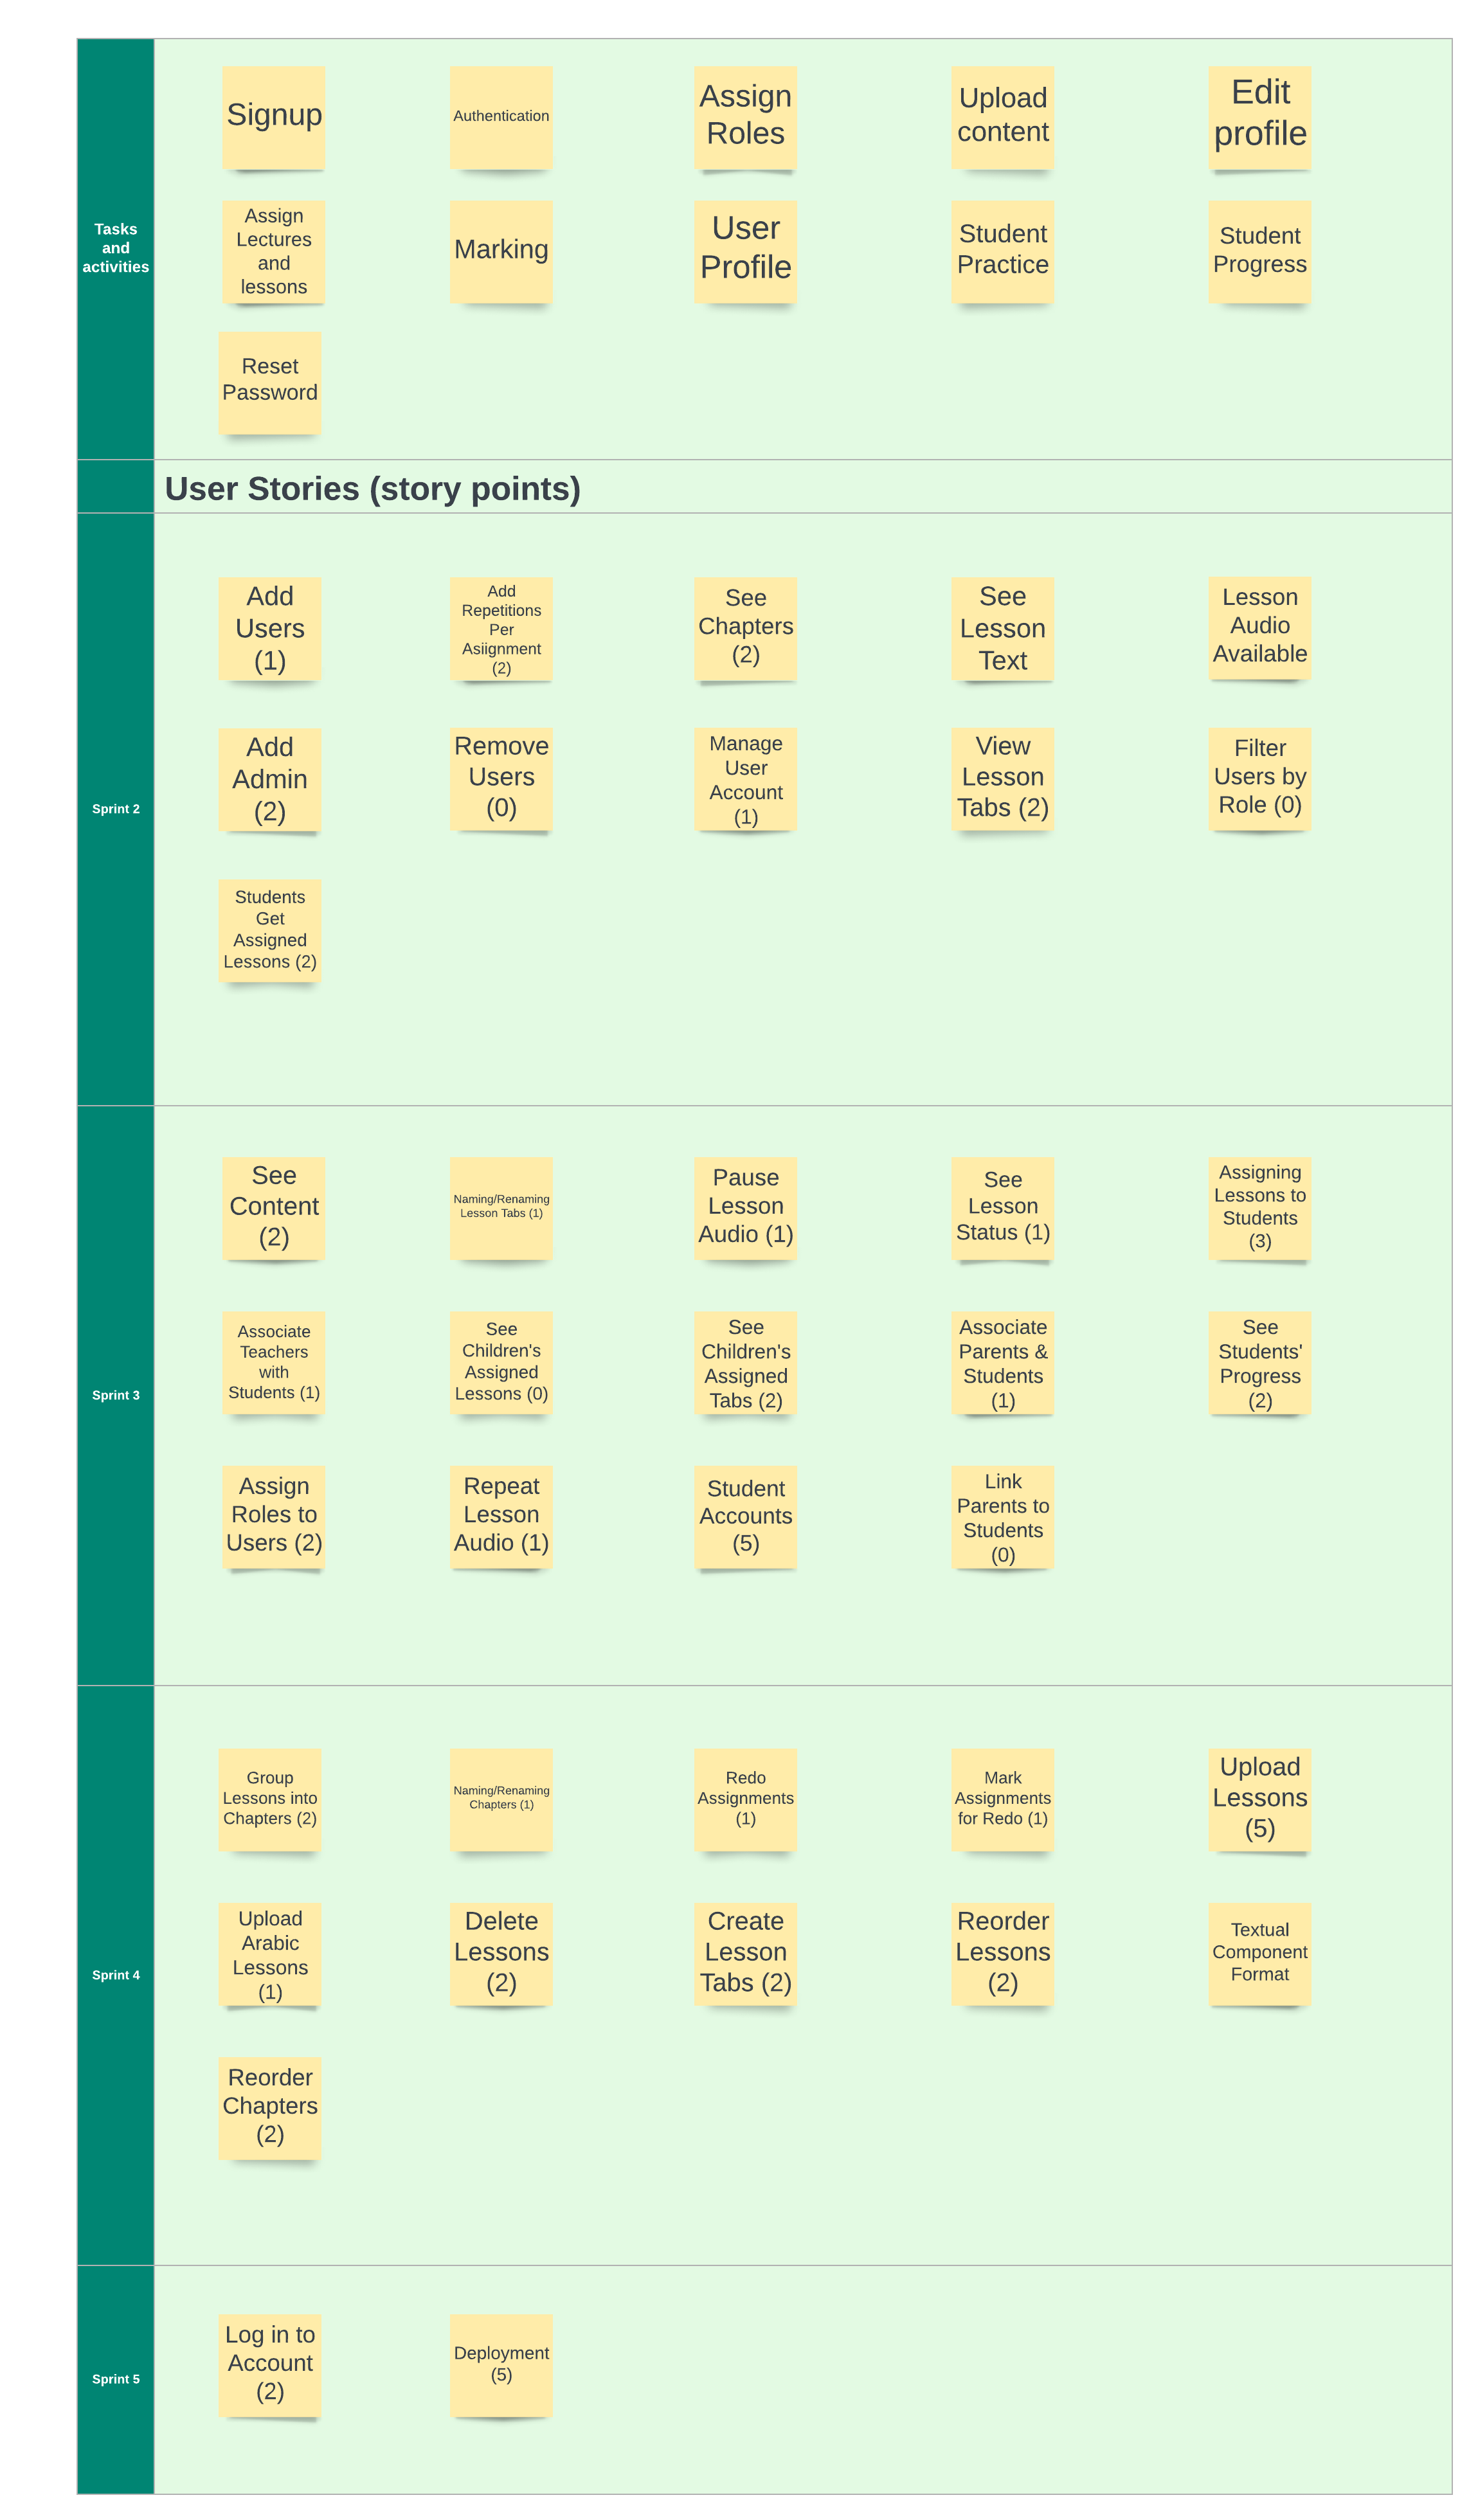 Tasks
and
activities
Signup
Authentication
Assign
Roles
Upload
content
Edit
profile
Assign
Lectures
and
lessons
Marking
User
Profile
Student
Practice
Student
Progress
Reset
Password
User Stories (story points)
Sprint 2
Add
Users
(1)
Add
Repetitions
Per
Asiignment
(2)
See
Chapters
(2)
See
Lesson
Text
Lesson
Audio
Available
Add
Admin
(2)
Remove
Users
(0)
Manage
User
Account
(1)
View
Lesson
Tabs (2)
Filter
Users by
Role (0)
Students
Get
Assigned
Lessons (2)
Sprint 3
See
Content
(2)
Naming/Renaming
Lesson Tabs (1)
Pause
Lesson
Audio (1)
See
Lesson
Status (1)
Assigning
Lessons to
Students
(3)
Associate
Teachers
with
Students (1)
See
Children's
Assigned
Lessons (0)
See
Children's
Assigned
Tabs (2)
Associate
Parents &
Students
(1)
See
Students'
Progress
(2)
Assign
Roles to
Users (2)
Repeat
Lesson
Audio (1)
Student
Accounts
(5)
Link
Parents to
Students
(0)
Sprint 4
Group
Lessons into
Chapters (2)
Naming/Renaming
Chapters (1)
Redo
Assignments
(1)
Mark
Assignments
for Redo (1)
Upload
Lessons
(5)
Upload
Arabic
Lessons
(1)
Delete
Lessons
(2)
Create
Lesson
Tabs (2)
Reorder
Lessons
(2)
Textual
Component
Format
Reorder
Chapters
(2)
Sprint 5
Log in to
Account
(2)
Deployment
(5)